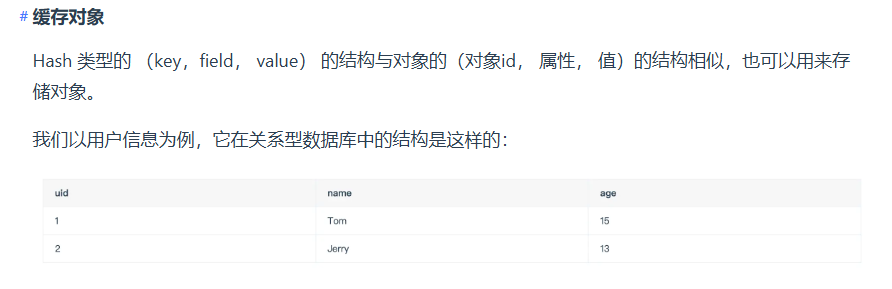 # 缓存对象
Hash 类型的 （key，field， value） 的结构与对象的（对象id， 属性， 值）的结构相似，也可以用来存
储对象。
我们以用户信息为例，它在关系型数据库中的结构是这样的：
uid name age
1 Tom 15
2 Jerry 13